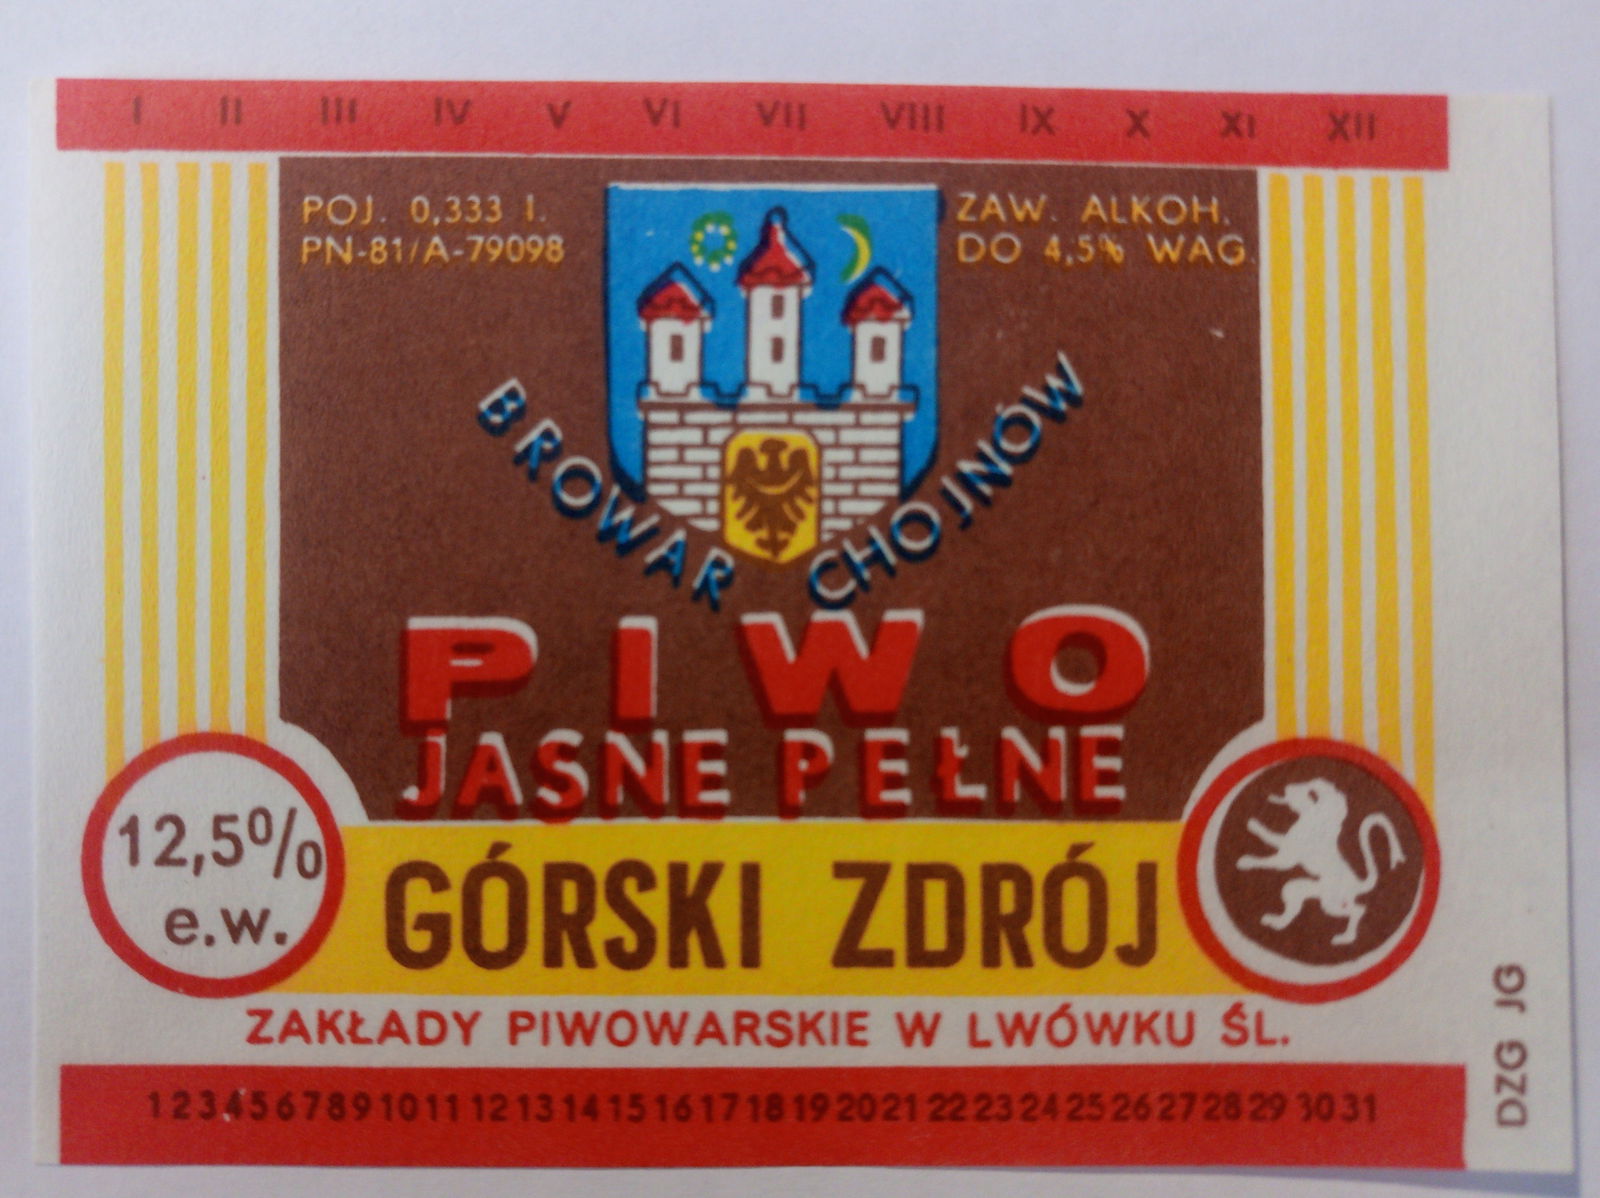 I II III IV V VI VII VIII IX X XI XII
POJ. 0,333 l.
PN-81/A-79098
ZAW. ALKOH.
DO 4,5% WAG.
BROWAR CHOJNÓW
PIWO
JASNE PEŁNE
12,5%
e.w.
GÓRSKI ZDRÓJ
ZAKŁADY PIWOWARSKIE W LWÓWKU ŚL.
1 2 3 4 5 6 7 8 9 10 11 12 13 14 15 16 17 18 19 20 21 22 23 24 25 26 27 28 29 30 31
DZG JG